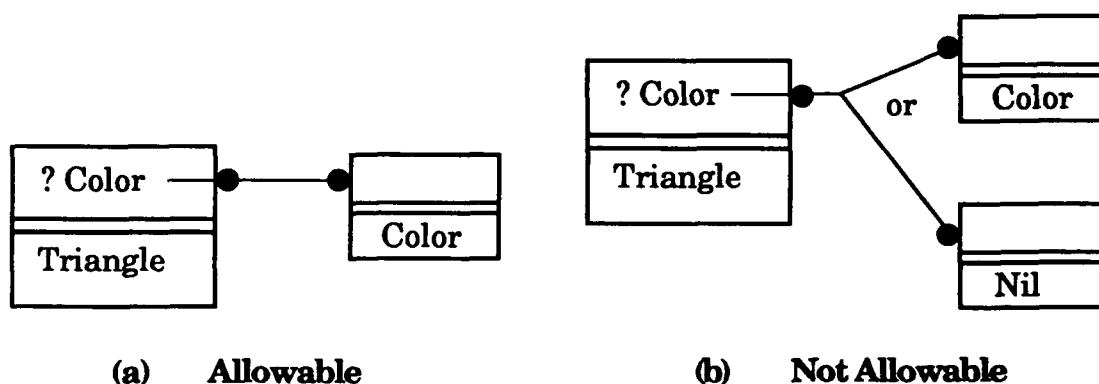 ? Color
Triangle
Color
(a) Allowable
? Color
Triangle
or
Color
Nil
(b) Not Allowable